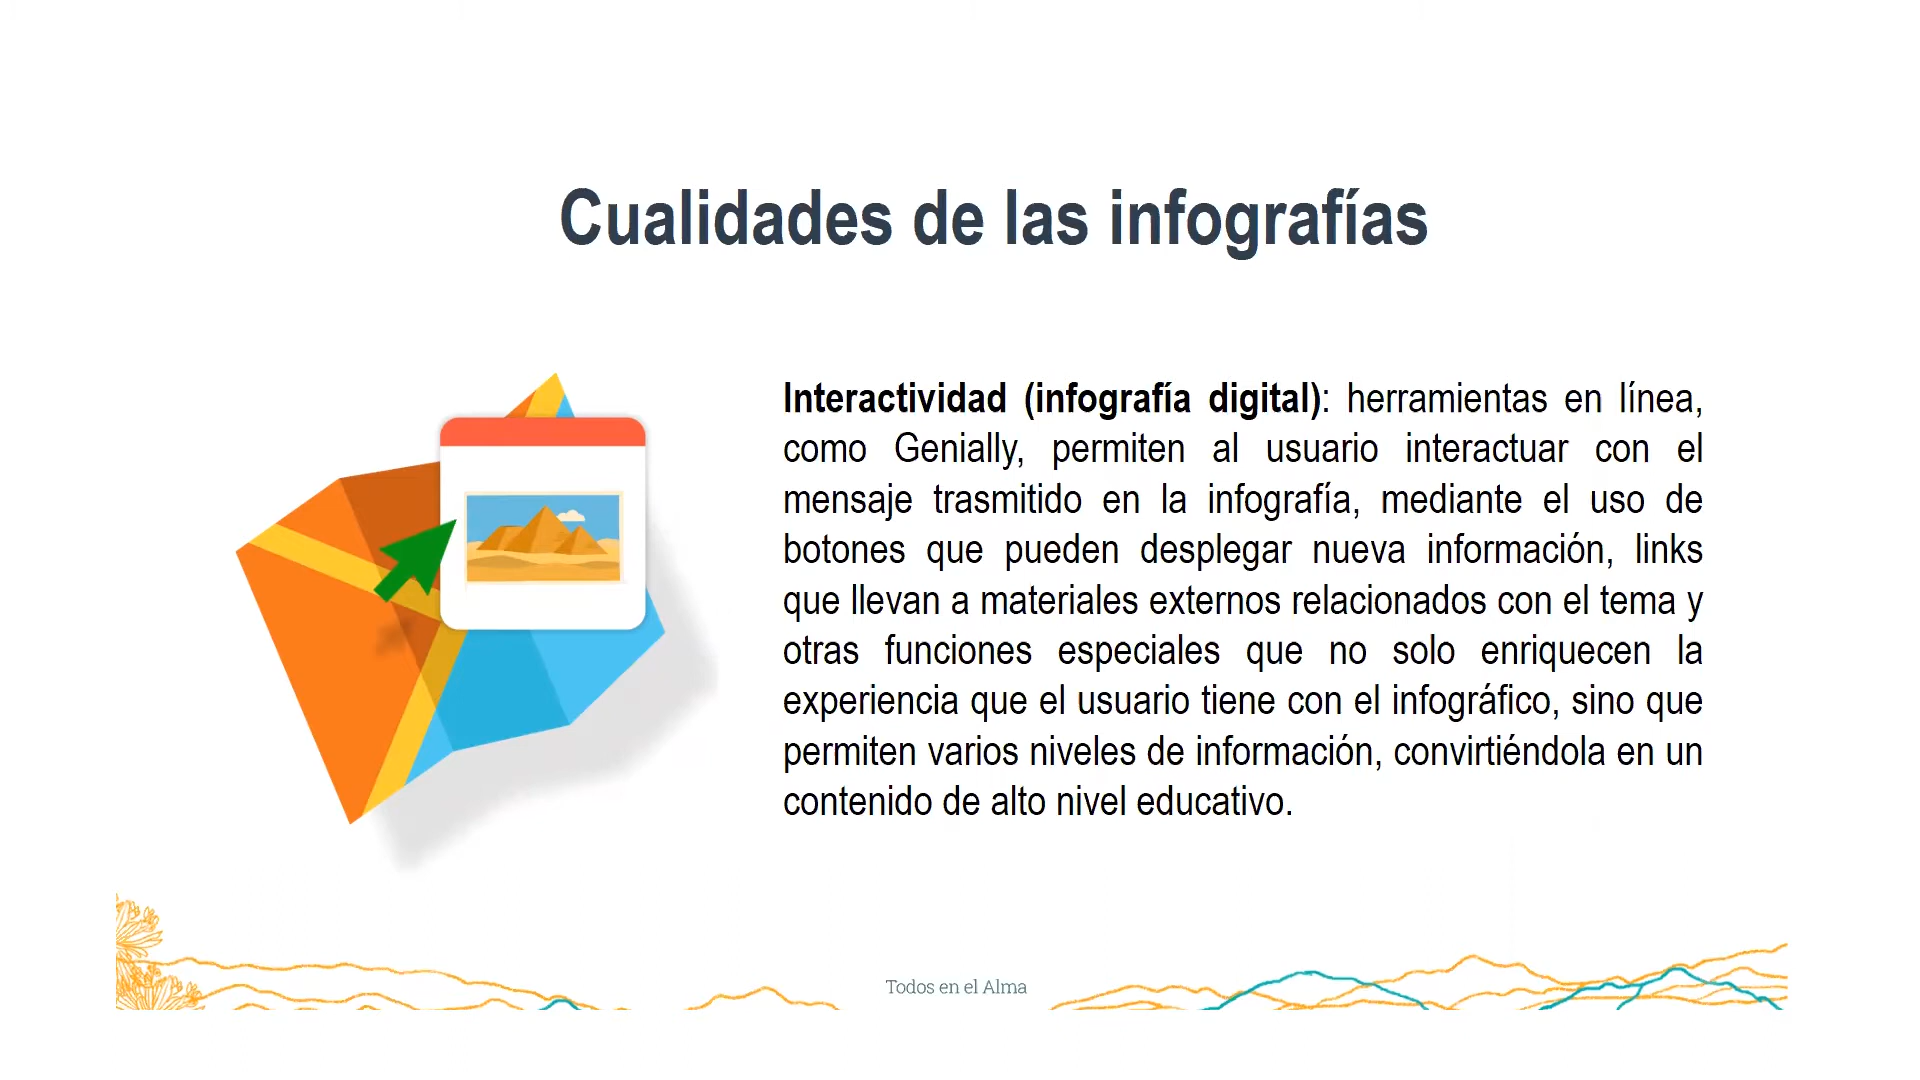 Cualidades de las infografías
Interactividad (infografía digital): herramientas en línea,
como Genially, permiten al usuario interactuar con el
mensaje trasmitido en la infografía, mediante el uso de
botones que pueden desplegar nueva información, links
que llevan a materiales externos relacionados con el tema y
otras funciones especiales que no solo enriquecen la
experiencia que el usuario tiene con el infográfico, sino que
permiten varios niveles de información, convirtiéndola en un
contenido de alto nivel educativo.
Todos en el Alma